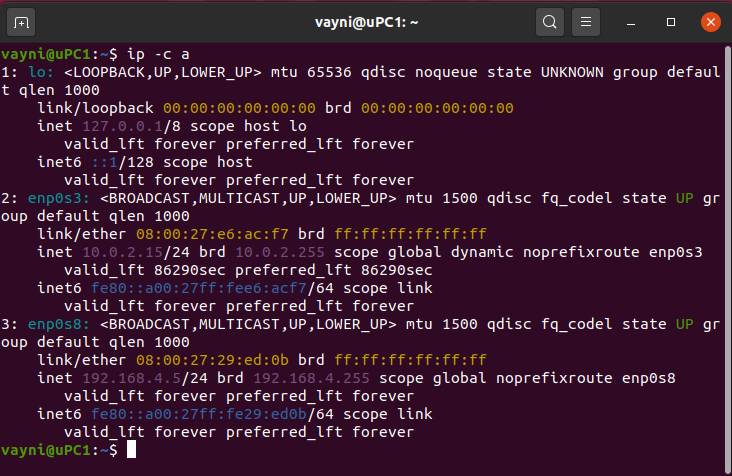 vayni@uPC1: ~
vayni@uPC1:~$ ip -c a
1: lo: <LOOPBACK,UP,LOWER_UP> mtu 65536 qdisc noqueue state UNKNOWN group defaul
t qlen 1000
    link/loopback 00:00:00:00:00:00 brd 00:00:00:00:00:00
    inet 127.0.0.1/8 scope host lo
       valid_lft forever preferred_lft forever
    inet6 ::1/128 scope host
       valid_lft forever preferred_lft forever
2: enp0s3: <BROADCAST,MULTICAST,UP,LOWER_UP> mtu 1500 qdisc fq_codel state UP gr
oup default qlen 1000
    link/ether 08:00:27:e6:ac:f7 brd ff:ff:ff:ff:ff:ff
    inet 10.0.2.15/24 brd 10.0.2.255 scope global dynamic noprefixroute enp0s3
       valid_lft 86290sec preferred_lft 86290sec
    inet6 fe80::a00:27ff:fee6:acf7/64 scope link
       valid_lft forever preferred_lft forever
3: enp0s8: <BROADCAST,MULTICAST,UP,LOWER_UP> mtu 1500 qdisc fq_codel state UP gr
oup default qlen 1000
    link/ether 08:00:27:29:ed:0b brd ff:ff:ff:ff:ff:ff
    inet 192.168.4.5/24 brd 192.168.4.255 scope global noprefixroute enp0s8
       valid_lft forever preferred_lft forever
    inet6 fe80::a00:27ff:fe29:ed0b/64 scope link
       valid_lft forever preferred_lft forever
vayni@uPC1:~$